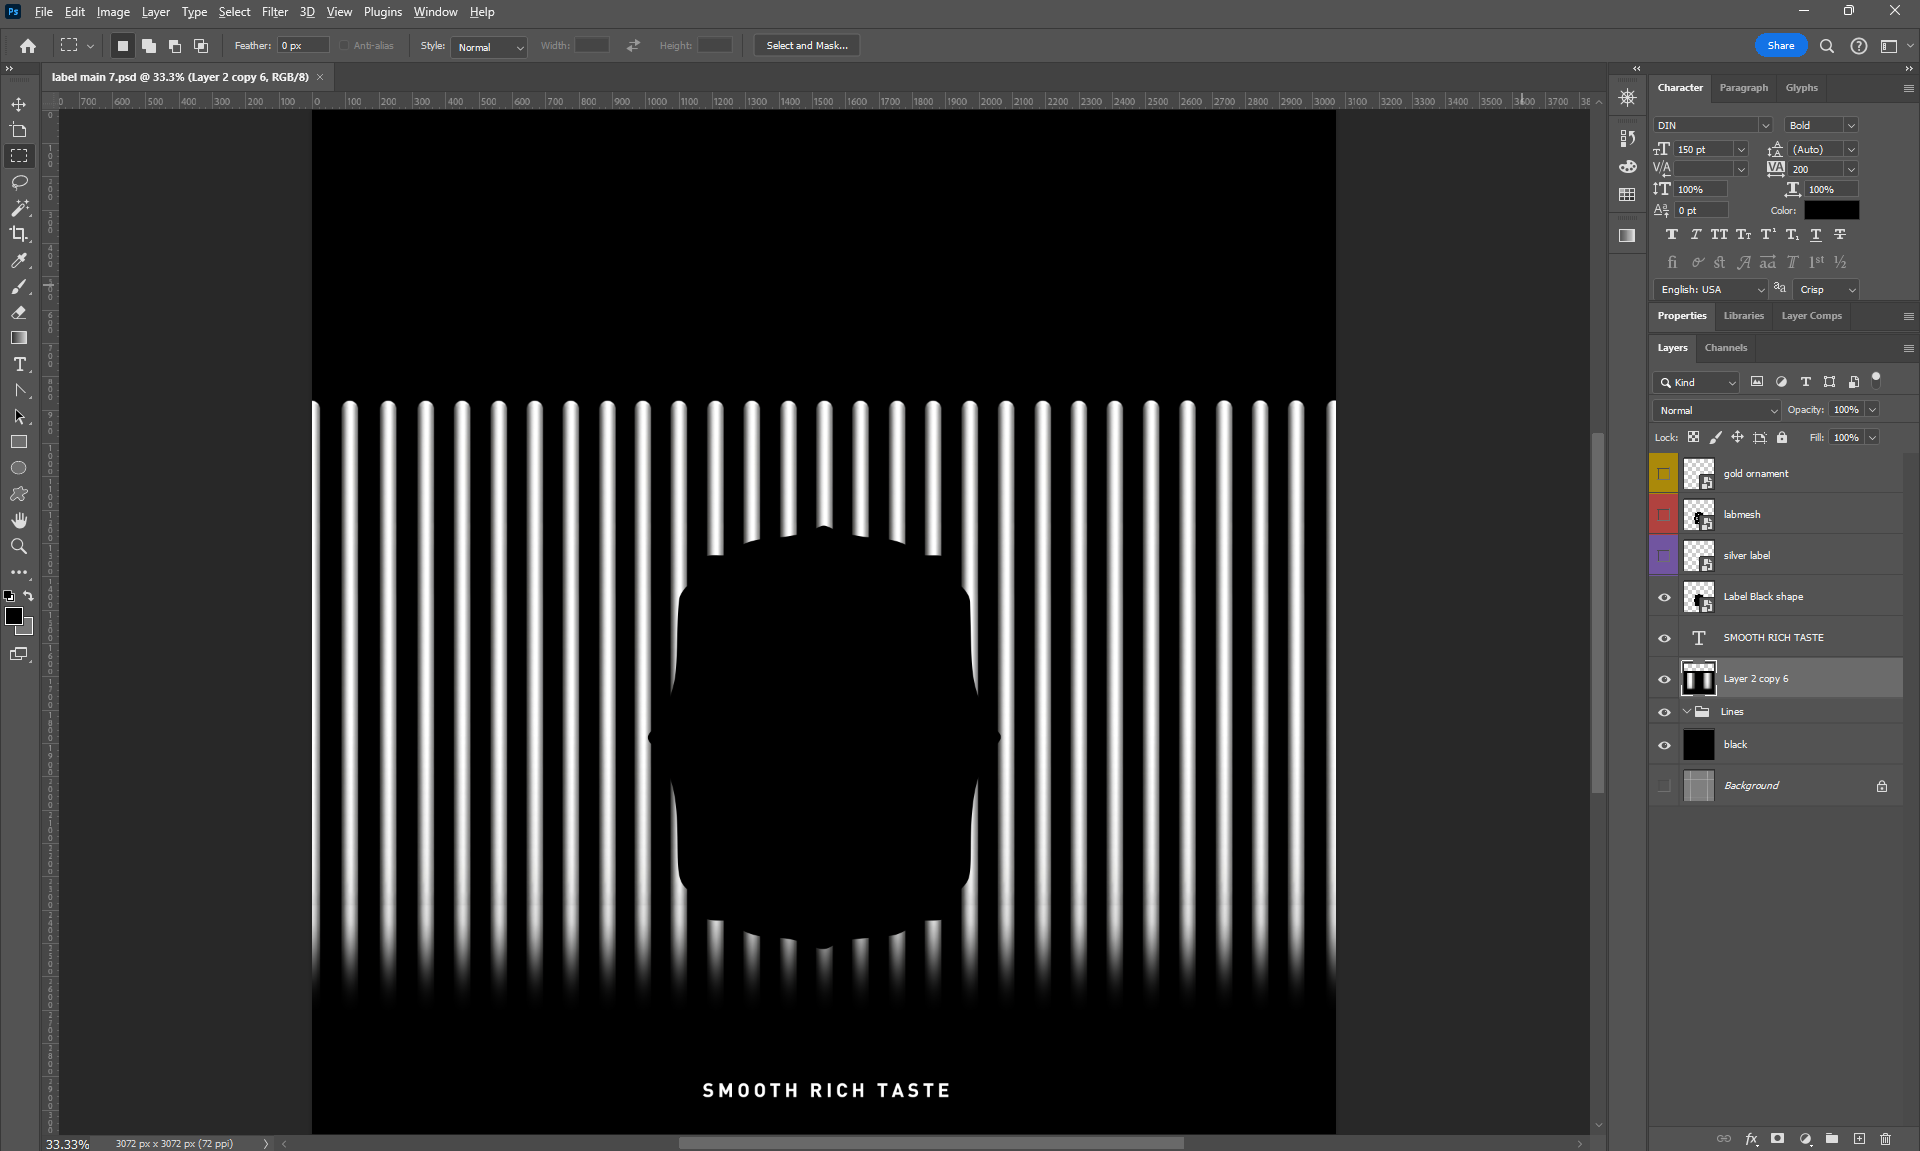 Ps File Edit Image Layer Type Select Filter 3D View Plugins Window Help
Feather: 0 px Anti-alias Style: Normal Width: Height: Select and Mask... Share
label main 7.psd @ 33.3% (Layer 2 copy 6, RGB/8) ×
0 700 600 500 400 300 200 100 0 100 200 300 400 500 600 700 800 900 1000 1100 1200 1300 1400 1500 1600 1700 1800 1900 2000 2100 2200 2300 2400 2500 2600 2700 2800 2900 3000 3100 3200 3300 3400 3500 3600 3700
Character Paragraph Glyphs
DIN Bold
150 pt (Auto)
V/A VA 200
100% 100%
0 pt Color:
English: USA aa Crisp
Properties Libraries Layer Comps
Layers Channels
Kind
Normal Opacity: 100%
Lock: Fill: 100%
gold ornament
labmesh
silver label
Label Black shape
SMOOTH RICH TASTE
Layer 2 copy 6
Lines
black
Background
SMOOTH RICH TASTE
33.33% 3072 px x 3072 px (72 ppi)
fx